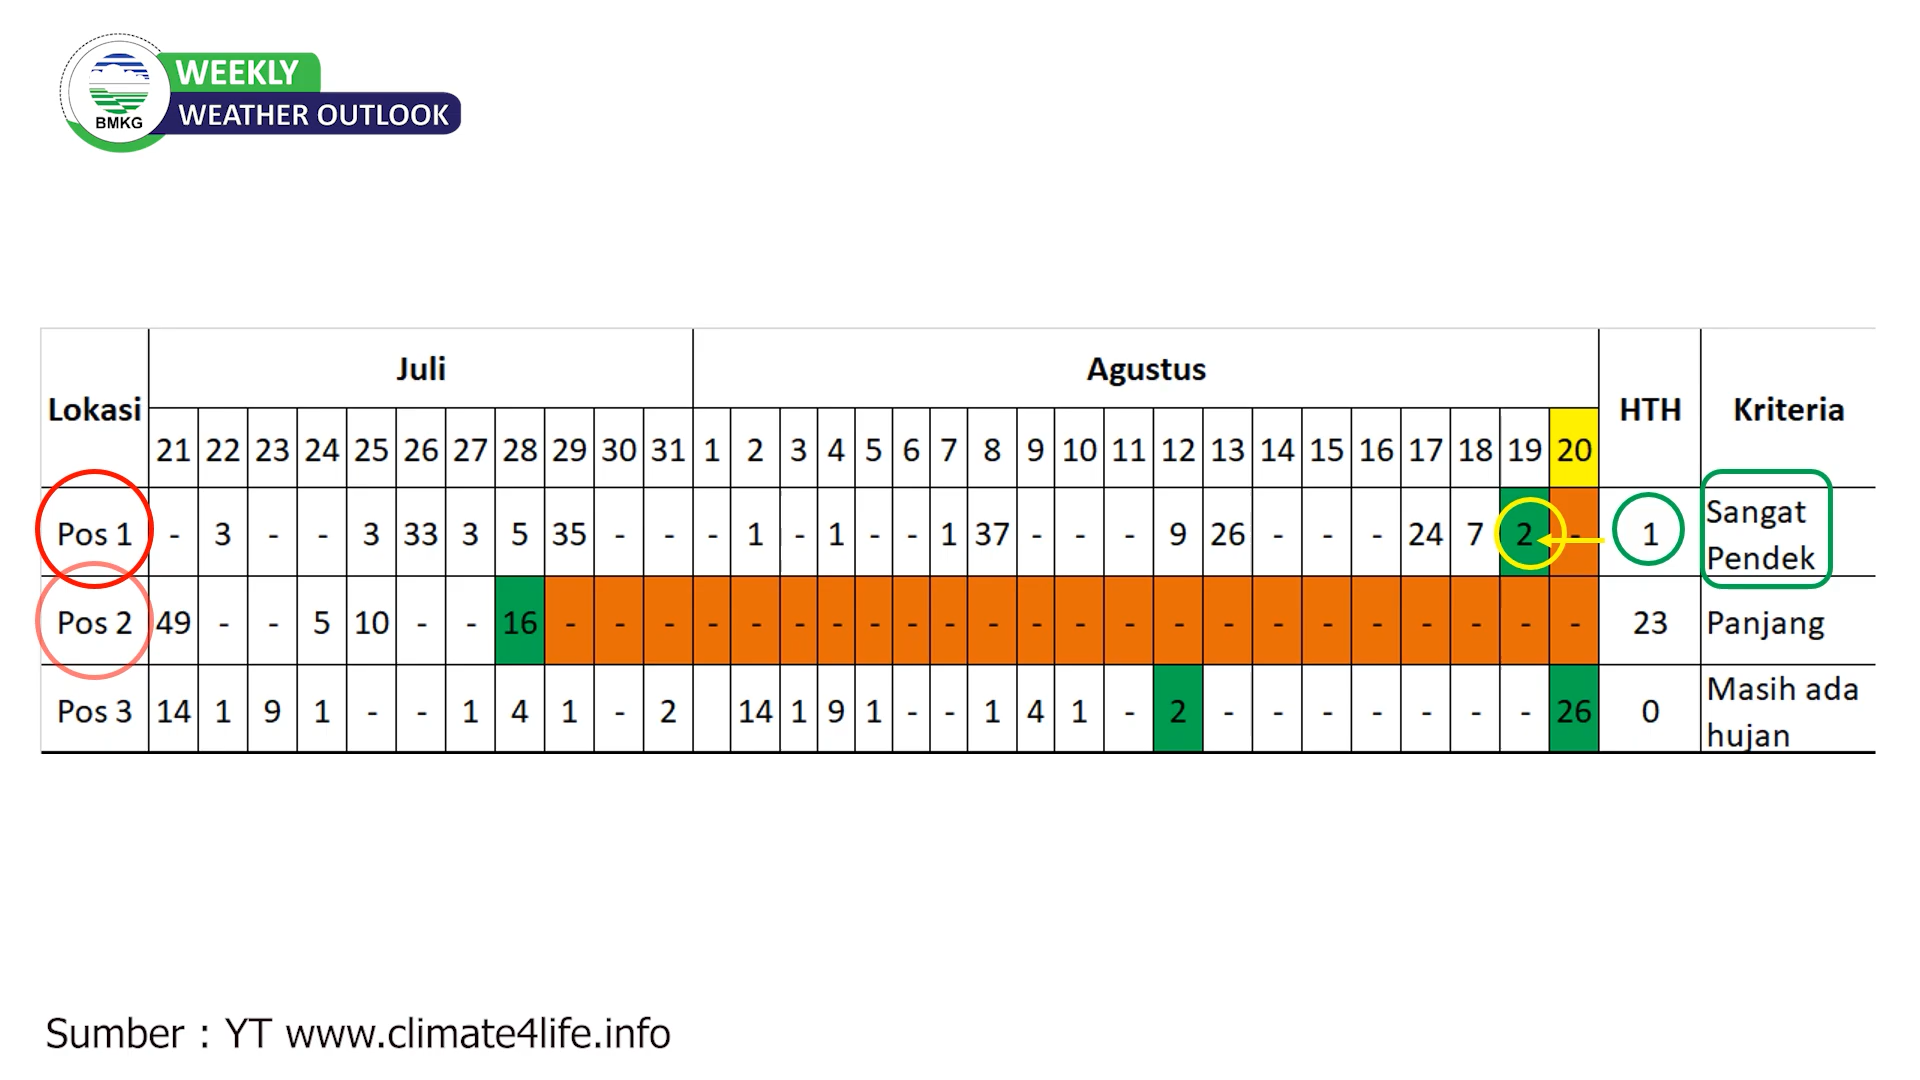 WEEKLY
WEATHER OUTLOOK
BMKG
Lokasi Juli Agustus HTH Kriteria
21 22 23 24 25 26 27 28 29 30 31 1 2 3 4 5 6 7 8 9 10 11 12 13 14 15 16 17 18 19 20
Pos 1 - 3 - - 3 33 3 5 35 - - - 1 - 1 - - 1 37 - - - 9 26 - - - 24 7 2 - 1 Sangat
Pendek
Pos 2 49 - - 5 10 - - 16 - - - - - - - - - - - - - - - - - - - - - - - 23 Panjang
Pos 3 14 1 9 1 - - 1 4 1 - 2 14 1 9 1 - - 1 4 1 - 2 - - - - - - - 26 0 Masih ada
hujan
Sumber : YT www.climate4life.info